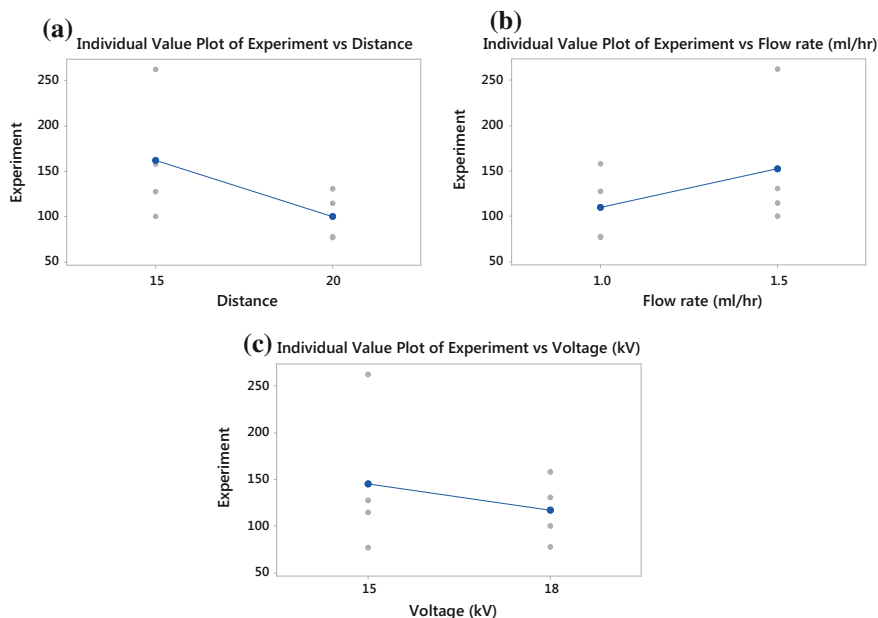 (a)
Individual Value Plot of Experiment vs Distance
Experiment
250
200
150
100
50
15 20
Distance
(b)
Individual Value Plot of Experiment vs Flow rate (ml/hr)
Experiment
250
200
150
100
50
1.0 1.5
Flow rate (ml/hr)
(c)
Individual Value Plot of Experiment vs Voltage (kV)
Experiment
250
200
150
100
50
15 18
Voltage (kV)